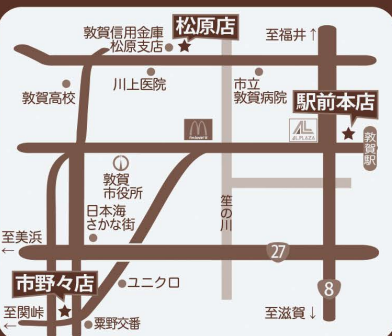 敦賀信用金庫
松原支店
松原店
至福井↑
敦賀高校
川上医院
市立
敦賀病院
駅前本店
AL PLAZA
敦賀駅
敦賀
市役所
笙の川
日本海
さかな街
至美浜
←
27
市野々店
ユニクロ
8
至関峠
←
粟野交番
至滋賀↓